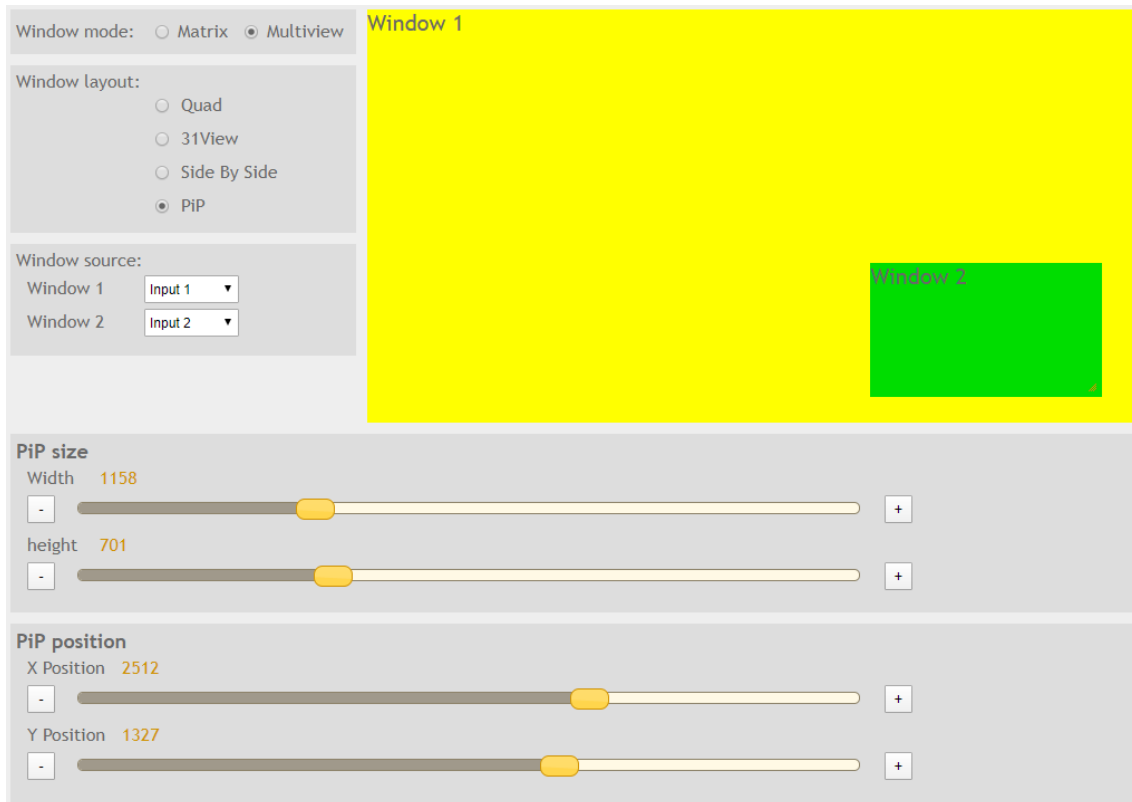 Window mode: Matrix Multiview
Window layout:
Quad
31View
Side By Side
PiP
Window source:
Window 1 Input 1
Window 2 Input 2
Window 1
Window 2
PiP size
Width 1158
- +
height 701
- +
PiP position
X Position 2512
- +
Y Position 1327
- +